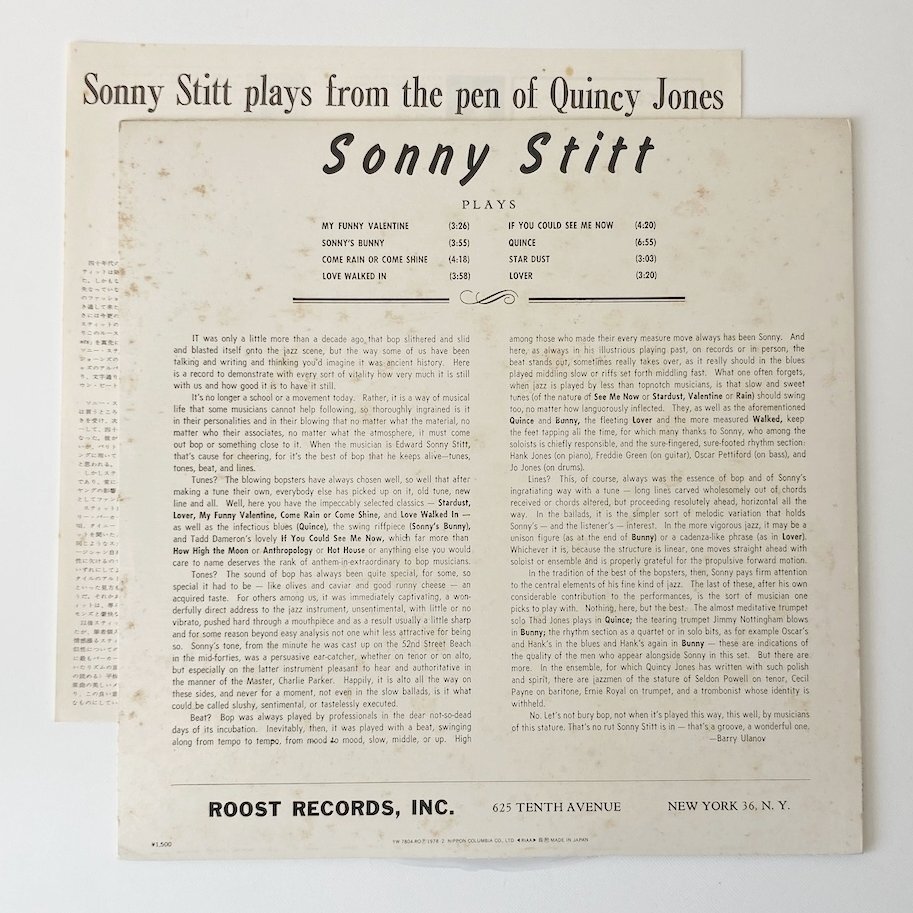 Sonny Stitt plays from the pen of Quincy Jones
Sonny Stitt
PLAYS
MY FUNNY VALENTINE (3:26)
SONNY'S BUNNY (3:55)
COME RAIN OR COME SHINE (4:18)
LOVE WALKED IN (3:58)
IF YOU COULD SEE ME NOW (4:20)
QUINCE (6:55)
STAR DUST (3:03)
LOVER (3:20)
IT was only a little more than a decade ago that bop slithered and slid
and blasted itself onto the jazz scene, but the way some of us have been
talking and writing and thinking you'd imagine it was ancient history. Here
is a record to demonstrate with every sort of vitality how very much it is still
with us and how good it is to have it still.
It's no longer a school or a movement today. Rather, it is a way of musical
life that some musicians cannot help following, so thoroughly ingrained is it
in their personalities and in their blowing that no matter what the material, no
matter who their associates, no matter what the atmosphere, it must come
out bop or something close to it. When the musician is Edward Sonny Stitt,
that's cause for cheering, for it's the best of bop that he keeps alive—tunes,
tones, beat, and lines.
Tunes? The blowing bopsters have always chosen well, so well that after
making a tune their own, everybody else has picked up on it, old tune, new
line and all. Well, here you have the impeccably selected classics — Stardust,
Lover, My Funny Valentine, Come Rain or Come Shine, and Love Walked In —
as well as the infectious blues (Quince), the swing riffpiece (Sonny's Bunny),
and Tadd Dameron's lovely If You Could See Me Now, which far more than
How High the Moon or Anthropology or Hot House or anything else you would
care to name deserves the rank of anthem-in-extraordinary to bop musicians.
Tones? The sound of bop has always been quite special, for some, so
special it had to be — like olives and caviar and good runny cheese — an
acquired taste. For others among us, it was immediately captivating, a won-
derfully direct address to the jazz instrument, unsentimental, with little or no
vibrato, pushed hard through a mouthpiece and as a result usually a little sharp
and for some reason beyond easy analysis not one whit less attractive for being
so. Sonny's tone, from the minute he was cast up on the 52nd Street Beach
in the mid-forties, was a persuasive ear-catcher, whether on tenor or on alto,
but especially on the latter instrument pleasant to hear and authoritative in
the manner of the Master, Charlie Parker. Happily, it is also all the way on
these sides, and never for a moment, not even in the slow ballads, is it what
could be called slushy, sentimental, or tastelessly executed.
Beat? Bop was always played by professionals in the dear not-so-dead
days of its incubation. Inevitably, then, it was played with a beat, swinging
along from tempo to tempo, from mood to mood, slow, middle, or up. High
among those who made their every measure move always has been Sonny. And
here, as always in his illustrious playing past, on records or in person, the
beat stands out, sometimes really takes over, as it really should in the blues
played middling slow or riffs set forth middling fast. What one often forgets,
when jazz is played by less than topnotch musicians, is that slow and sweet
tunes (of the nature of See Me Now or Stardust, Valentine or Rain) should swing
too, no matter how languorously inflected. They, as well as the aforementioned
Quince and Bunny, the fleeting Lover and the more measured Walked, keep
the feet tapping all the time, for which many thanks to Sonny, who among the
soloists is chiefly responsible, and the sure-fingered, sure-footed rhythm section:
Hank Jones (on piano), Freddie Green (on guitar), Oscar Pettiford (on bass), and
Jo Jones (on drums).
Lines? This, of course, always was the essence of bop and of Sonny's
ingratiating way with a tune — long lines carved wholesomely out of chords
received or chords altered, but proceeding resolutely ahead, horizontal all the
way. In the ballads, it is the simpler sort of melodic variation that holds
Sonny's — and the listener's — interest. In the more vigorous jazz, it may be a
unison figure (as at the end of Bunny) or a cadenza-like phrase (as in Lover).
Whichever it is, because the structure is linear, one moves straight ahead with
soloist or ensemble and is properly grateful for the propulsive forward motion.
In the tradition of the best of the bopsters, then, Sonny pays firm attention
to the central elements of his fine kind of jazz. The last of these, after his own
considerable contribution to the performances, is the sort of musician one
picks to play with. Nothing, here, but the best. The almost meditative trumpet
solo Thad Jones plays in Quince; the tearing trumpet Jimmy Nottingham blows
in Bunny; the rhythm section as a quartet or in solo bits, as for example Oscar's
and Hank's in the blues and Hank's again in Bunny — these are indications of
the quality of the men who appear alongside Sonny in this set. But there are
more. In the ensemble, for which Quincy Jones has written with such polish
and spirit, there are jazzmen of the stature of Seldon Powell on tenor, Cecil
Payne on baritone, Ernie Royal on trumpet, and a trombonist whose identity is
withheld.
No. Let's not bury bop, not when it's played this way, this well, by musicians
of this stature. That's no rut Sonny Stitt is in — that's a groove, a wonderful one.
—Barry Ulanov
ROOST RECORDS, INC. 625 TENTH AVENUE NEW YORK 36, N. Y.
¥1,500
YW-7804-RO Ⓟ 1978·2 NIPPON COLUMBIA CO., LTD. MADE IN JAPAN